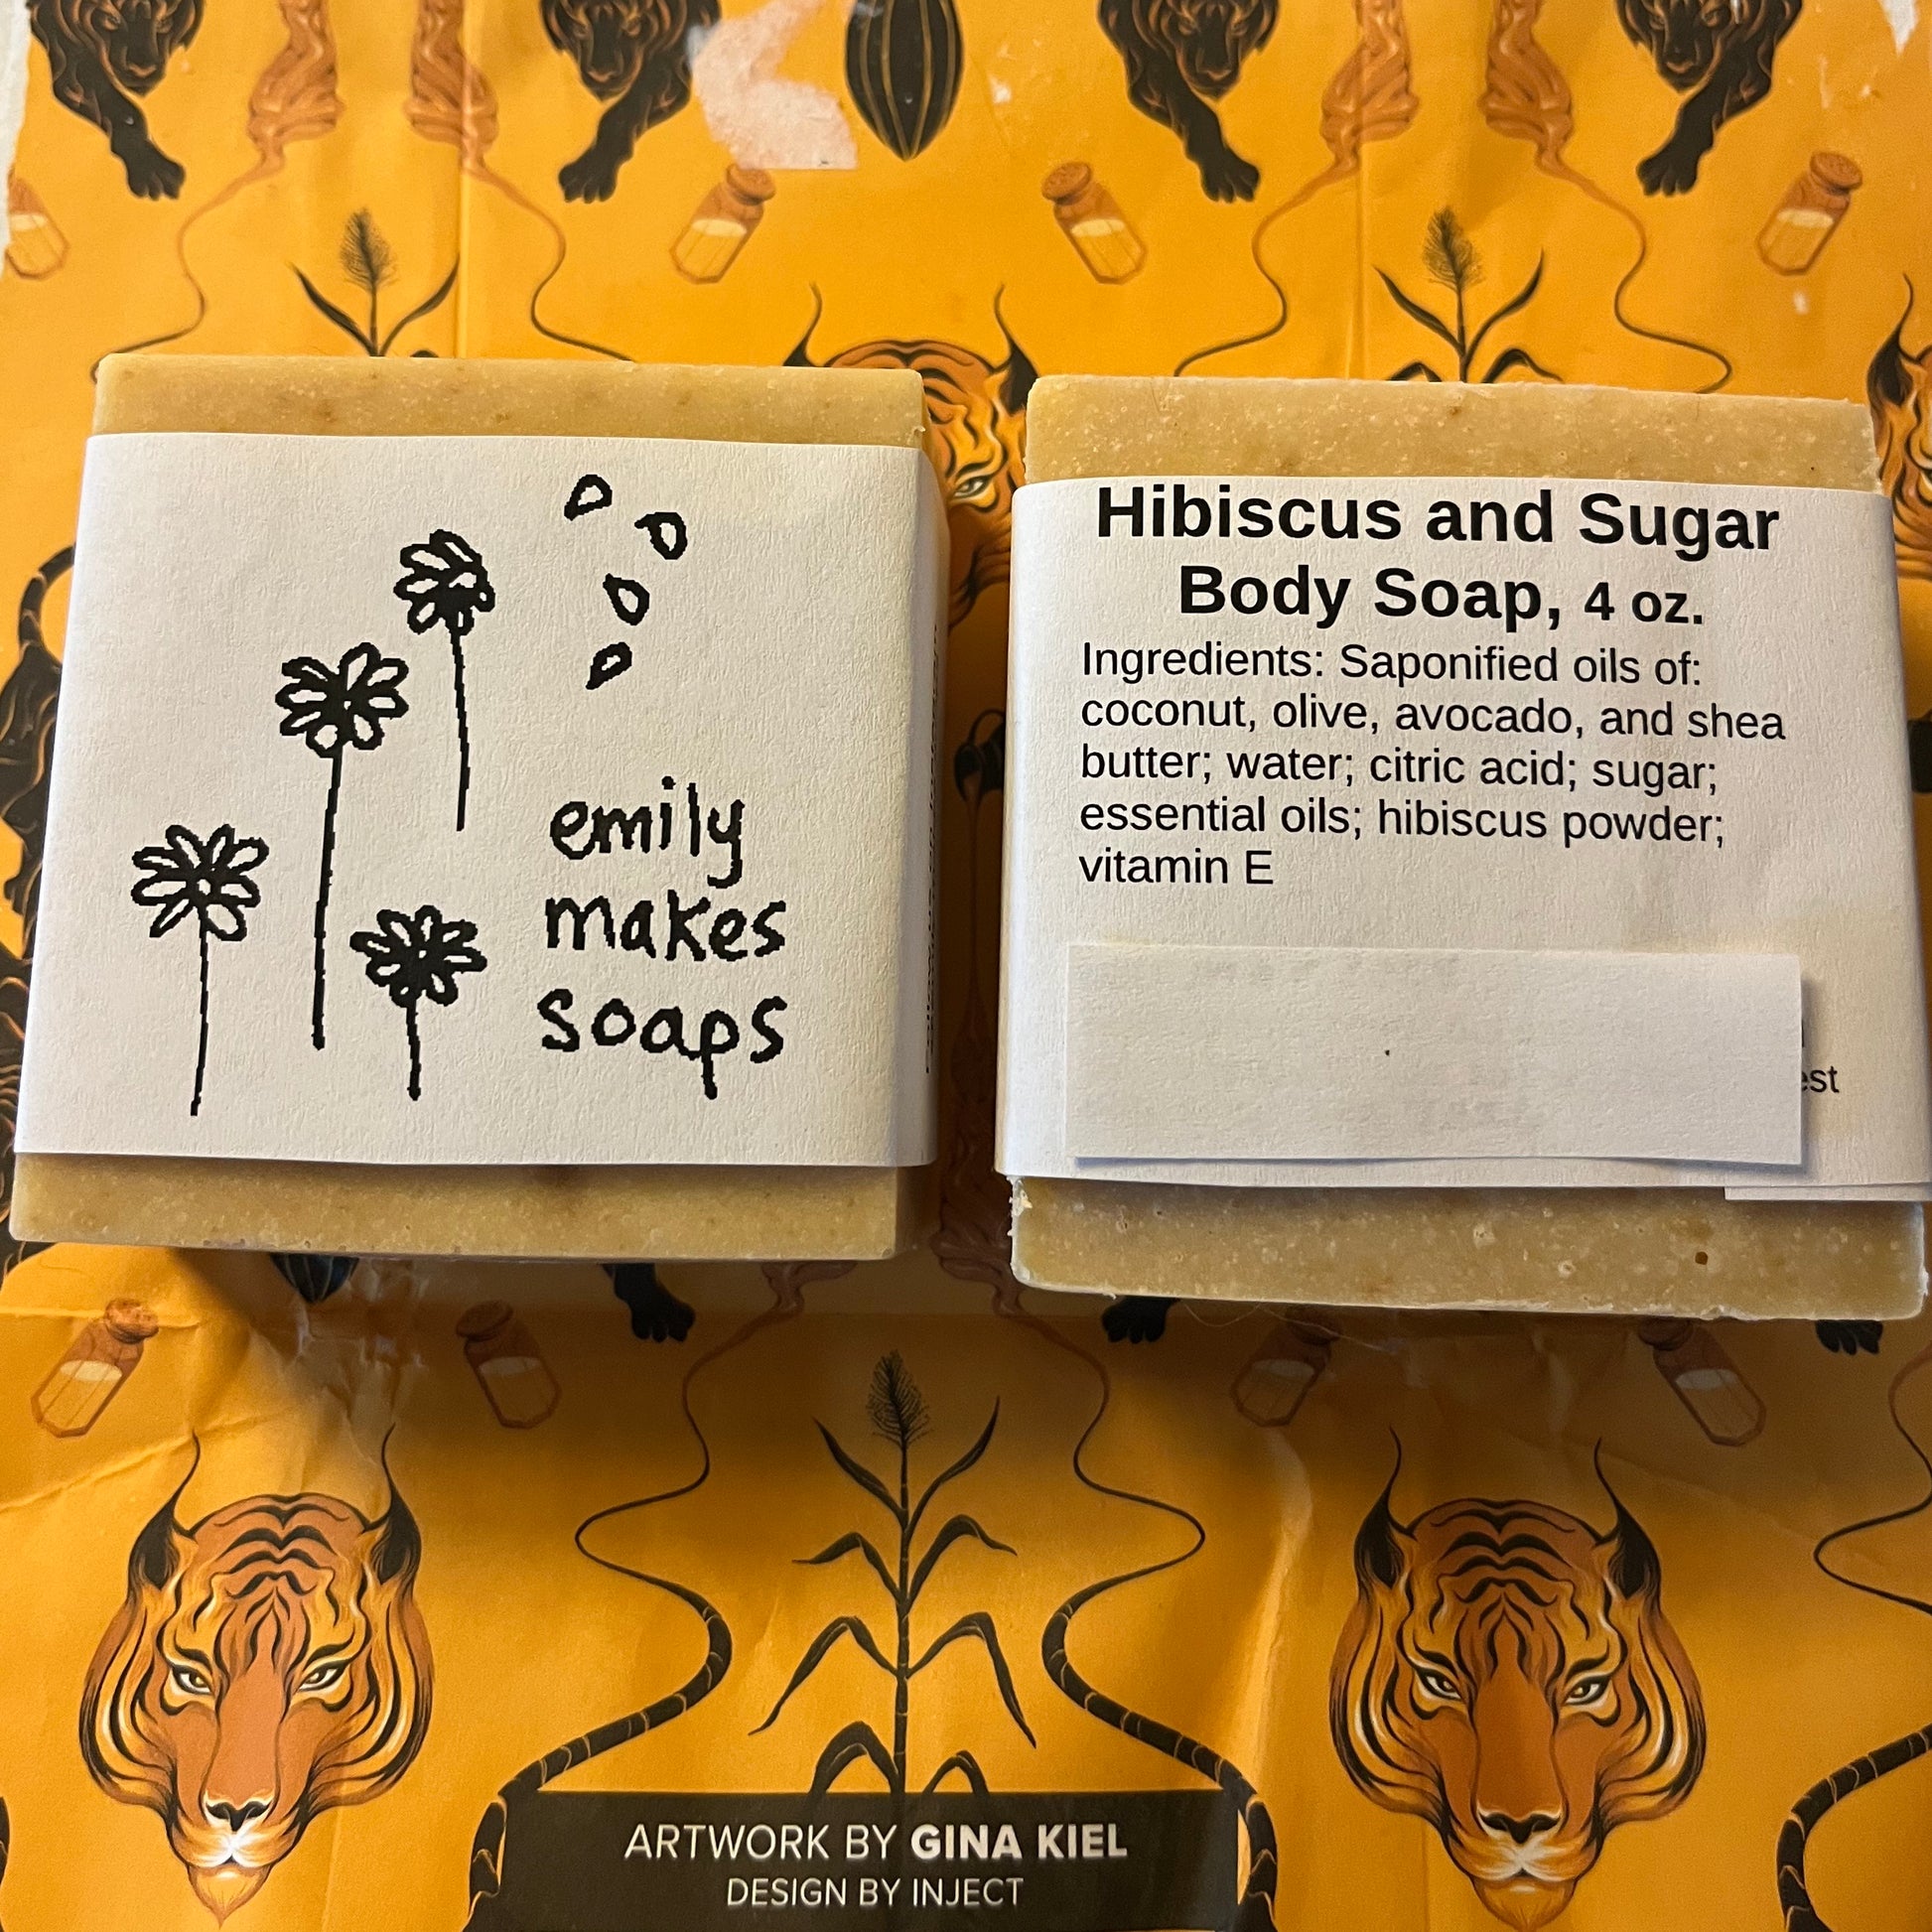 emily
makes
soaps
Hibiscus and Sugar
Body Soap, 4 oz.
Ingredients: Saponified oils of:
coconut, olive, avocado, and shea
butter; water; citric acid; sugar;
essential oils; hibiscus powder;
vitamin E
ARTWORK BY GINA KIEL
DESIGN BY INJECT